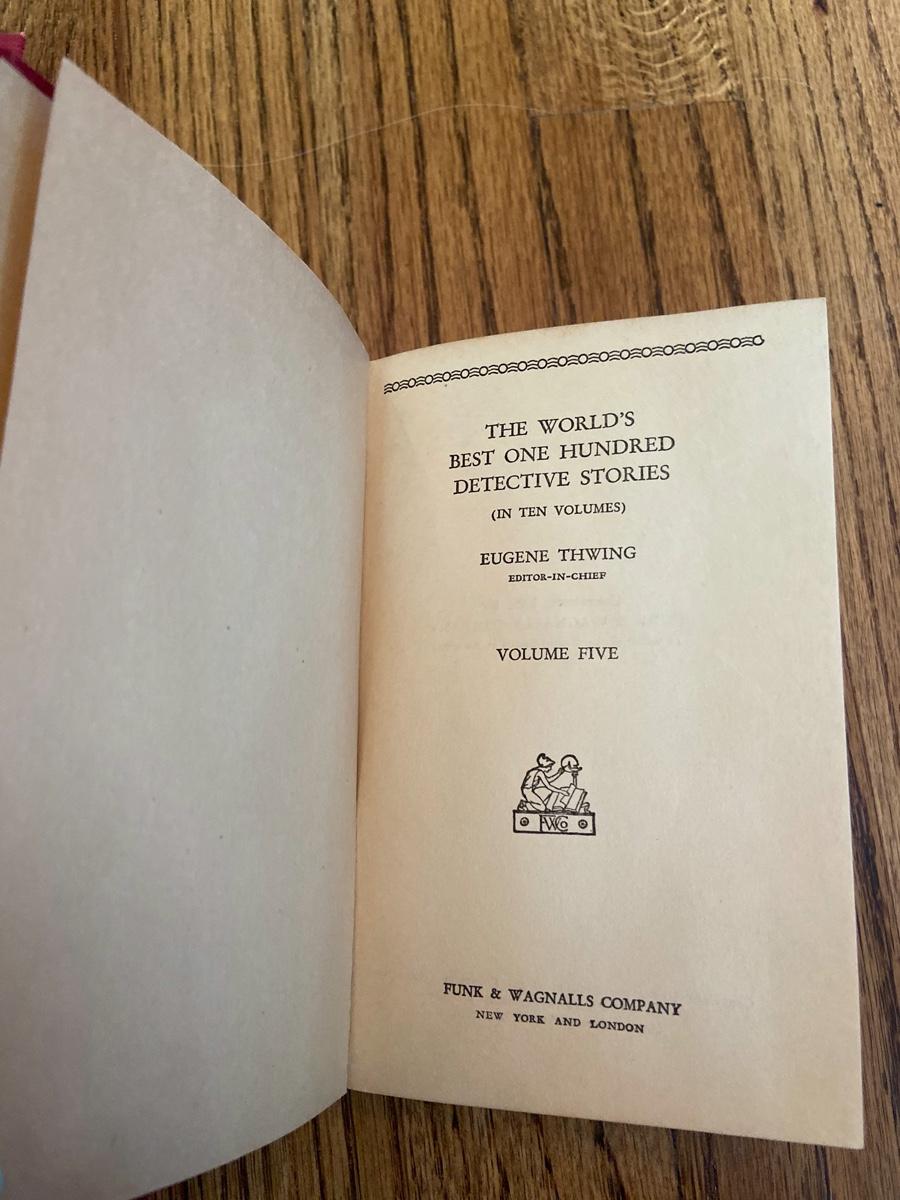 THE WORLD'S
BEST ONE HUNDRED
DETECTIVE STORIES
(IN TEN VOLUMES)
EUGENE THWING
EDITOR-IN-CHIEF
VOLUME FIVE
FWCo
FUNK & WAGNALLS COMPANY
NEW YORK AND LONDON